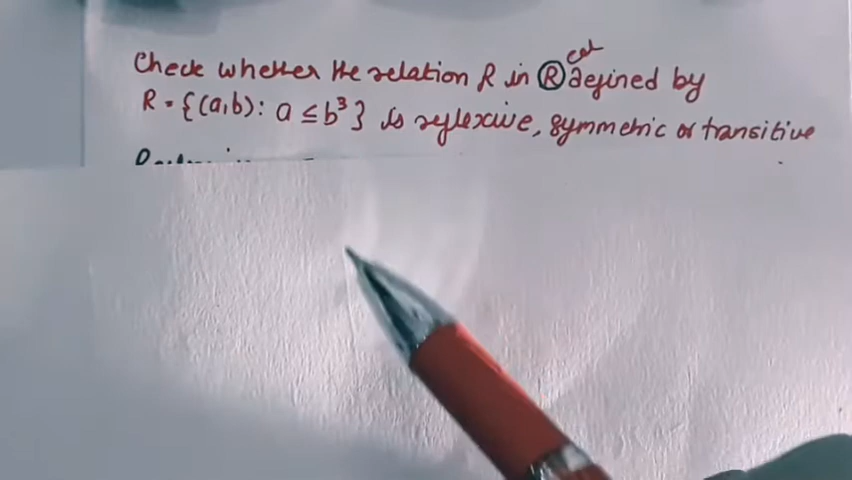 cal
Check whether the relation R in R defined by
R = {(a,b): a ≤ b³} is reflexive, symmetric or transitive